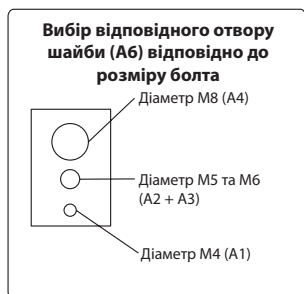 Вибір відповідного отвору
шайби (A6) відповідно до
розміру болта
Діаметр M8 (A4)
Діаметр M5 та M6
(A2 + A3)
Діаметр M4 (A1)